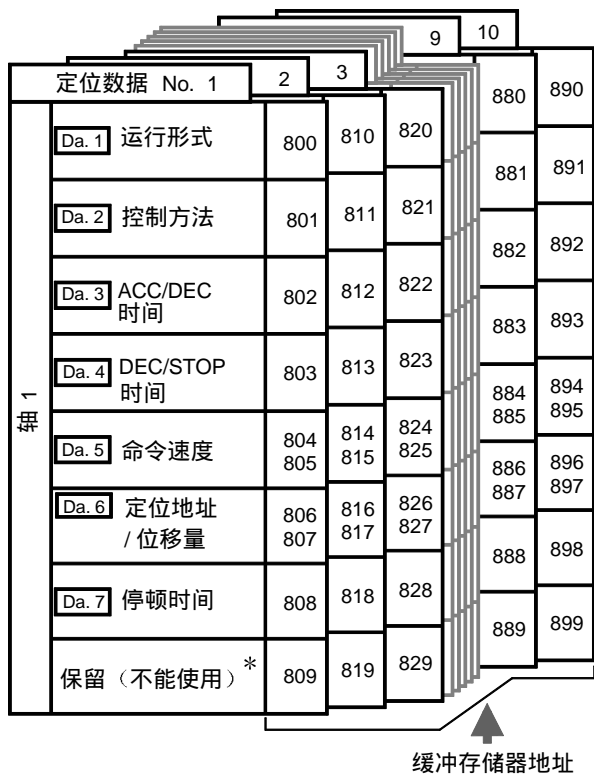 定位数据 No. 1 2 3 9 10
轴 1
Da. 1 运行形式 800 810 820 880 890
Da. 2 控制方法 801 811 821 881 891
Da. 3 ACC/DEC 时间 802 812 822 882 892
Da. 4 DEC/STOP 时间 803 813 823 883 893
Da. 5 命令速度 804 805 814 815 824 825 884 885 894 895
Da. 6 定位地址 / 位移量 806 807 816 817 826 827 886 887 896 897
Da. 7 停顿时间 808 818 828 888 898
保留（不能使用）* 809 819 829 889 899
缓冲存储器地址